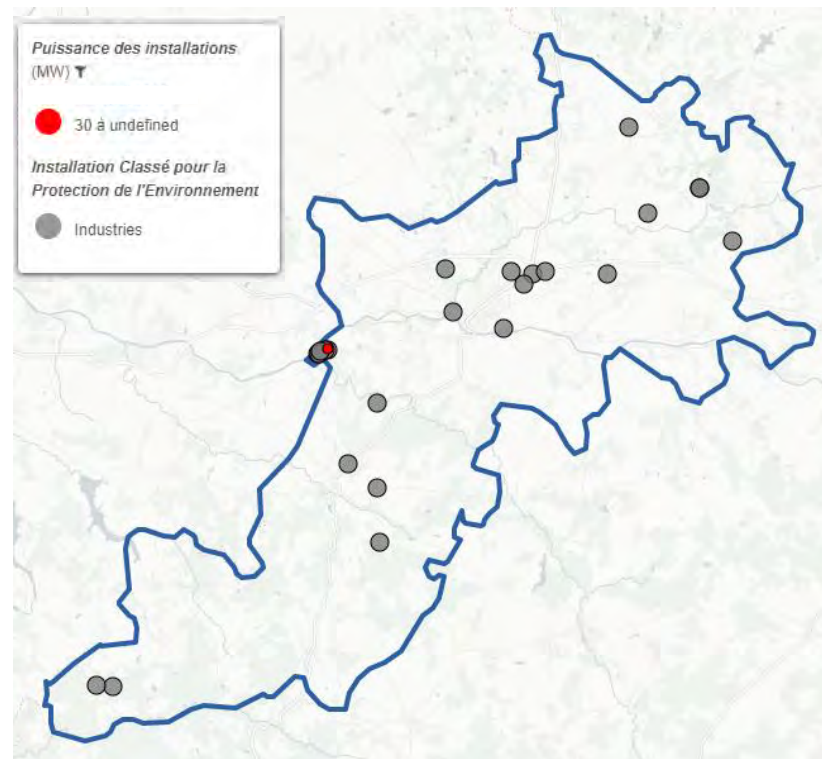 Puissance des installations
(MW)
30 à undefined
Installation Classé pour la
Protection de l'Environnement
Industries